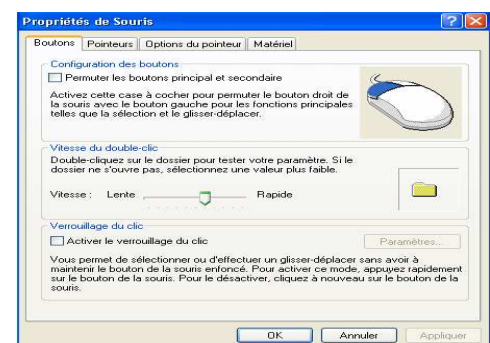 Propriétés de Souris
Boutons Pointeurs Options du pointeur Matériel
Configuration des boutons
Permuter les boutons principal et secondaire
Activez cette case à cocher pour permuter le bouton droit de
la souris avec le bouton gauche pour les fonctions principales
telles que la sélection et le glisser-déplacer.
Vitesse du double-clic
Double-cliquez sur le dossier pour tester votre paramètre. Si le
dossier ne s'ouvre pas, sélectionnez une valeur plus faible.
Vitesse : Lente Rapide
Verrouillage du clic
Activer le verrouillage du clic Paramètres...
Vous permet de sélectionner ou d'effectuer un glisser-déplacer sans avoir à
maintenir le bouton de la souris enfoncé. Pour activer ce mode, appuyez rapidement
sur le bouton de la souris. Pour le désactiver, cliquez à nouveau sur le bouton de la
souris.
OK Annuler Appliquer